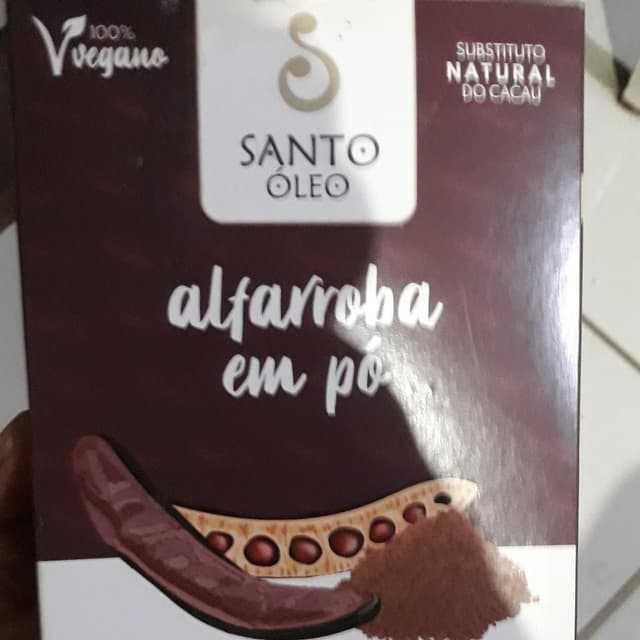 100%
vegano
SUBSTITUTO
NATURAL
DO CACAU
SANTO
ÓLEO
alfarroba
em pó